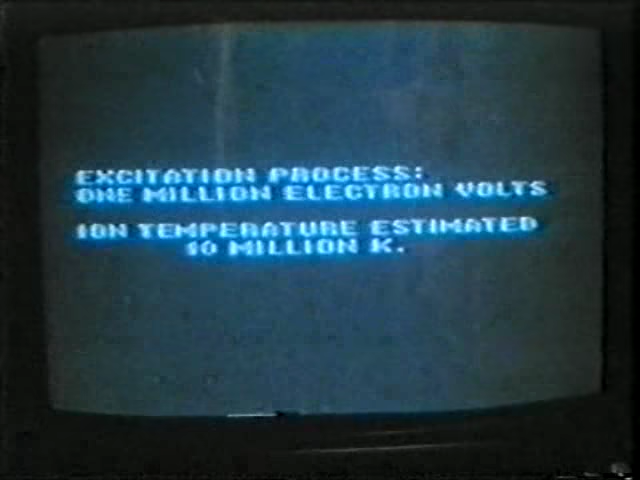 EXCITATION PROCESS:
ONE MILLION ELECTRON VOLTS
ION TEMPERATURE ESTIMATED
10 MILLION K.